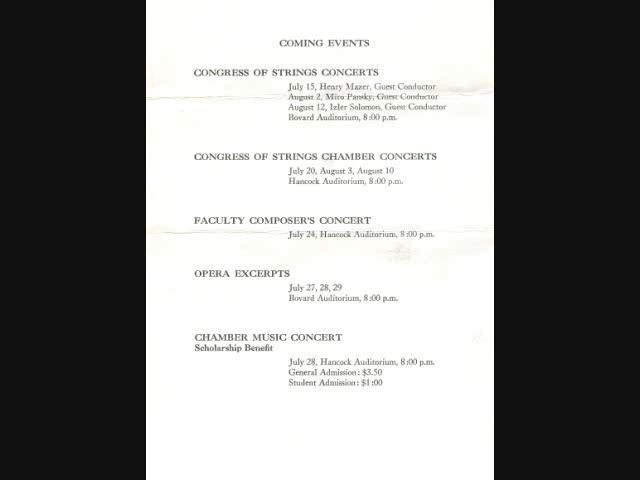 COMING EVENTS
CONGRESS OF STRINGS CONCERTS
July 15, Henry Mazer, Guest Conductor
August 2, Miro Pansky, Guest Conductor
August 12, Izler Solomon, Guest Conductor
Bovard Auditorium, 8:00 p.m.
CONGRESS OF STRINGS CHAMBER CONCERTS
July 20, August 3, August 10
Hancock Auditorium, 8:00 p.m.
FACULTY COMPOSER'S CONCERT
July 24, Hancock Auditorium, 8:00 p.m.
OPERA EXCERPTS
July 27, 28, 29
Bovard Auditorium, 8:00 p.m.
CHAMBER MUSIC CONCERT
Scholarship Benefit
July 28, Hancock Auditorium, 8:00 p.m.
General Admission: $3.50
Student Admission: $1:00